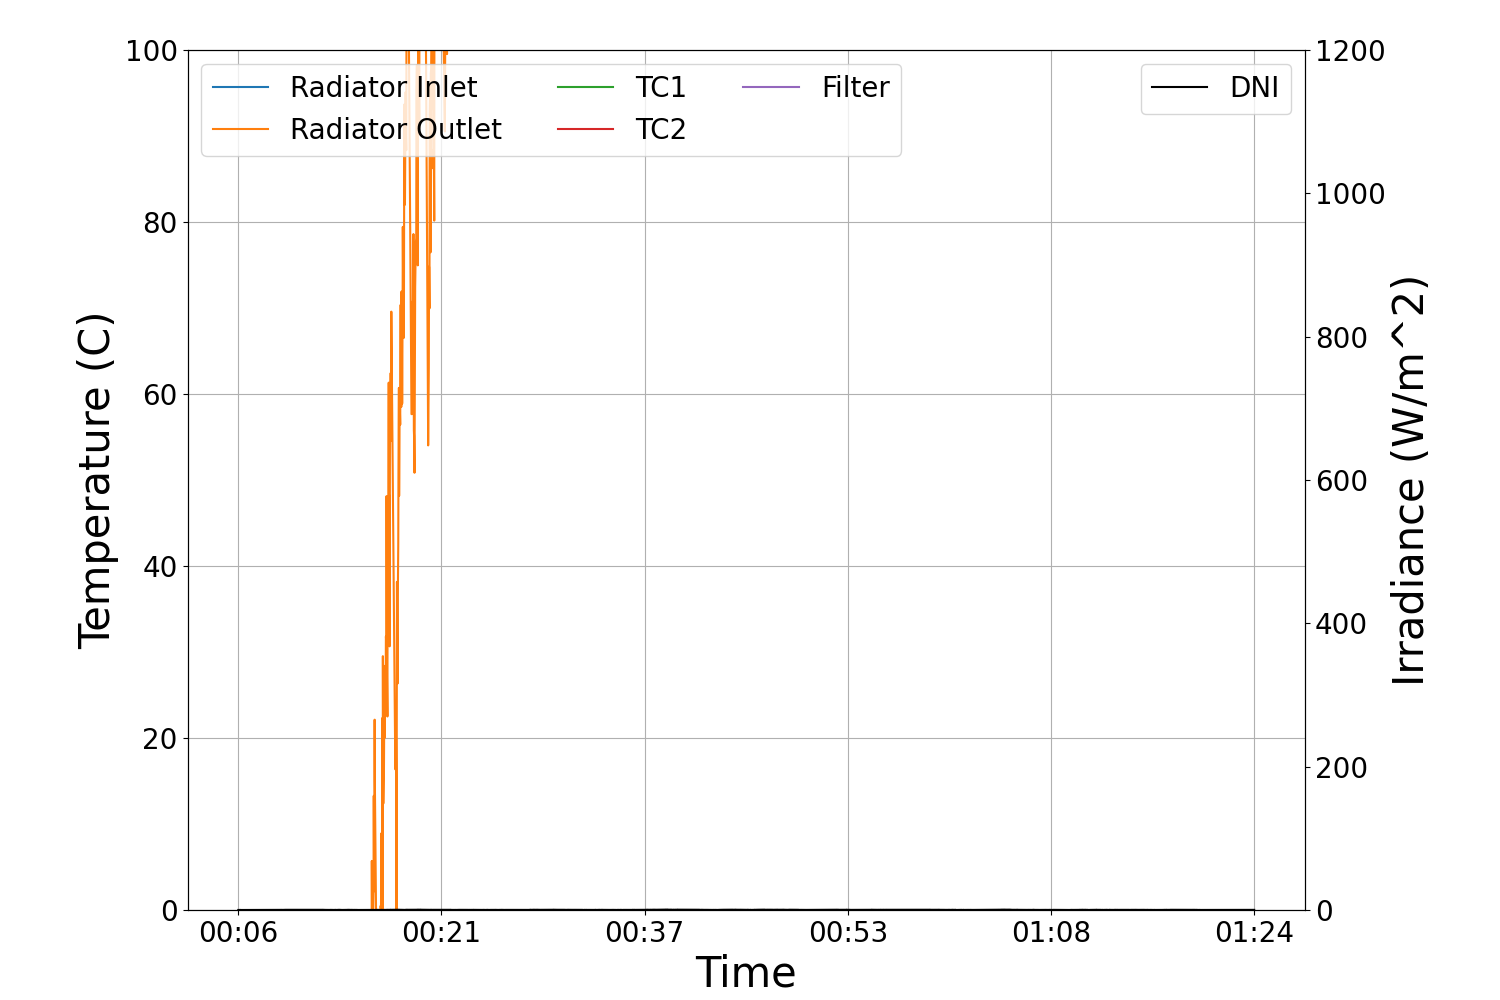 Radiator Inlet
Radiator Outlet
TC1
TC2
Filter
DNI
100
80
60
40
20
0
Temperature (C)
1200
1000
800
600
400
200
0
Irradiance (W/m^2)
00:06 00:21 00:37 00:53 01:08 01:24
Time